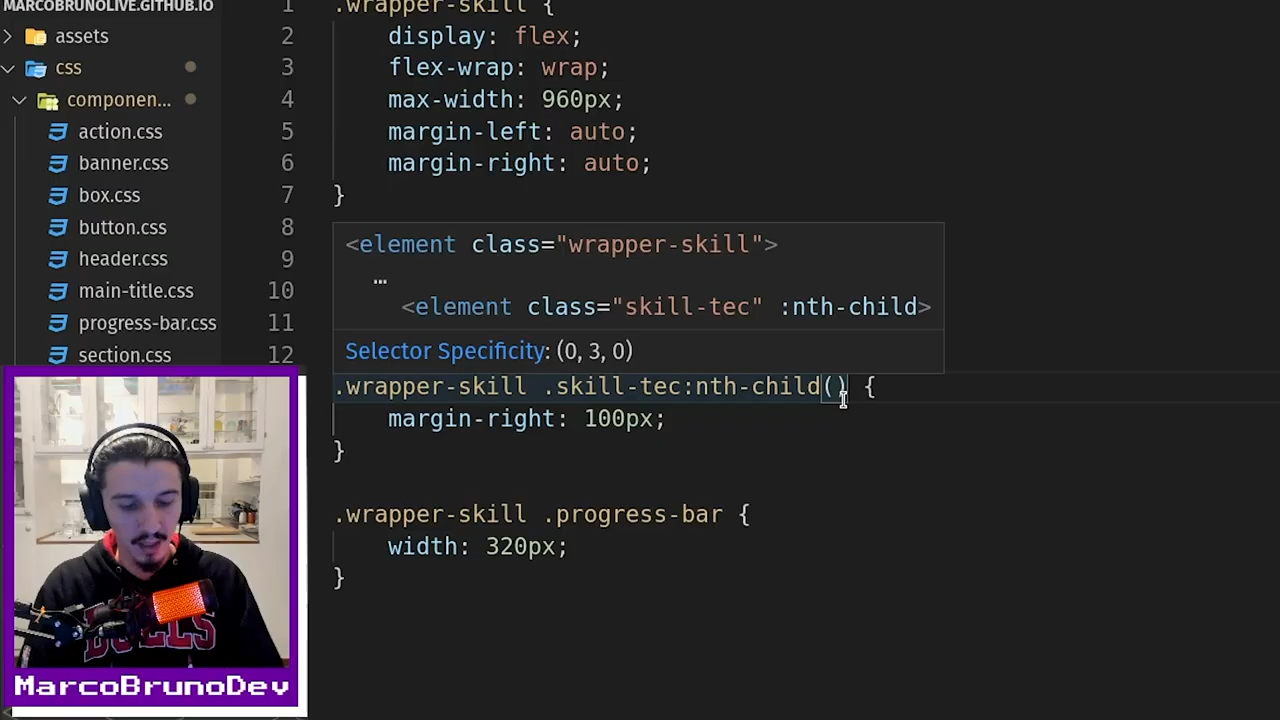 MARCOBRUNOLIVE.GITHUB.IO
assets
css
componen...
action.css
banner.css
box.css
button.css
header.css
main-title.css
progress-bar.css
section.css
1 .wrapper-skill {
2 display: flex;
3 flex-wrap: wrap;
4 max-width: 960px;
5 margin-left: auto;
6 margin-right: auto;
7 }
8
9
10
11
12
<element class="wrapper-skill">
…
<element class="skill-tec" :nth-child>
Selector Specificity: (0, 3, 0)
.wrapper-skill .skill-tec:nth-child() {
margin-right: 100px;
}
.wrapper-skill .progress-bar {
width: 320px;
}
BULLS
MarcoBrunoDev